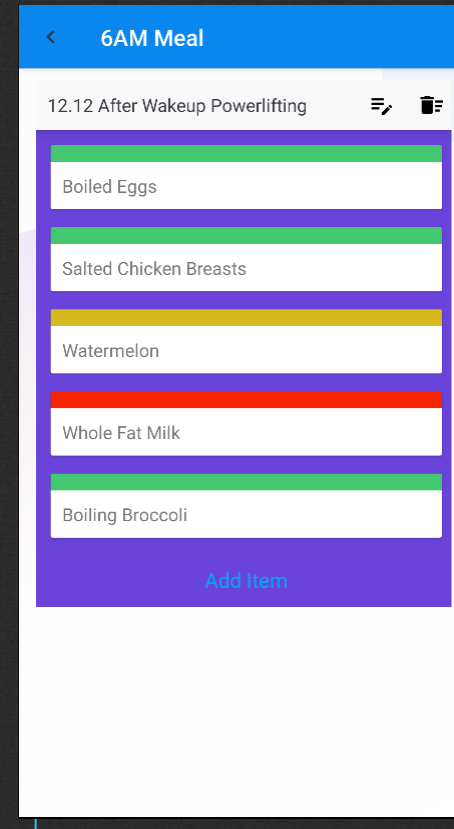 6AM Meal
12.12 After Wakeup Powerlifting
Boiled Eggs
Salted Chicken Breasts
Watermelon
Whole Fat Milk
Boiling Broccoli
Add Item